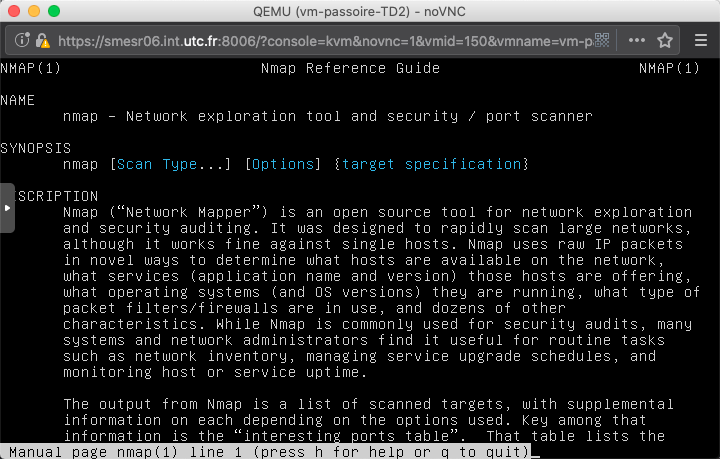 QEMU (vm-passoire-TD2) - noVNC
https://smesr06.int.utc.fr:8006/?console=kvm&novnc=1&vmid=150&vmname=vm-p
NMAP(1) Nmap Reference Guide NMAP(1)
NAME
nmap - Network exploration tool and security / port scanner
SYNOPSIS
nmap [Scan Type...] [Options] {target specification}
ESCRIPTION
Nmap (“Network Mapper”) is an open source tool for network exploration
and security auditing. It was designed to rapidly scan large networks,
although it works fine against single hosts. Nmap uses raw IP packets
in novel ways to determine what hosts are available on the network,
what services (application name and version) those hosts are offering,
what operating systems (and OS versions) they are running, what type of
packet filters/firewalls are in use, and dozens of other
characteristics. While Nmap is commonly used for security audits, many
systems and network administrators find it useful for routine tasks
such as network inventory, managing service upgrade schedules, and
monitoring host or service uptime.
The output from Nmap is a list of scanned targets, with supplemental
information on each depending on the options used. Key among that
information is the “interesting ports table”.  That table lists the
Manual page nmap(1) line 1 (press h for help or q to quit)